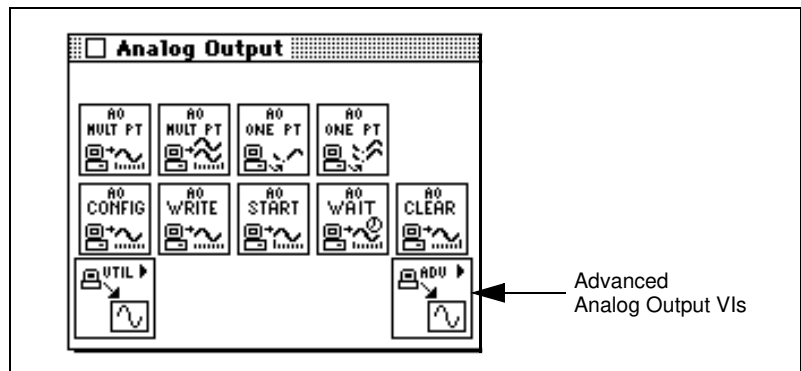 Analog Output
AO MULT PT
AO MULT PT
AO ONE PT
AO ONE PT
AO CONFIG
AO WRITE
AO START
AO WAIT
AO CLEAR
UTIL
ADV
Advanced
Analog Output VIs